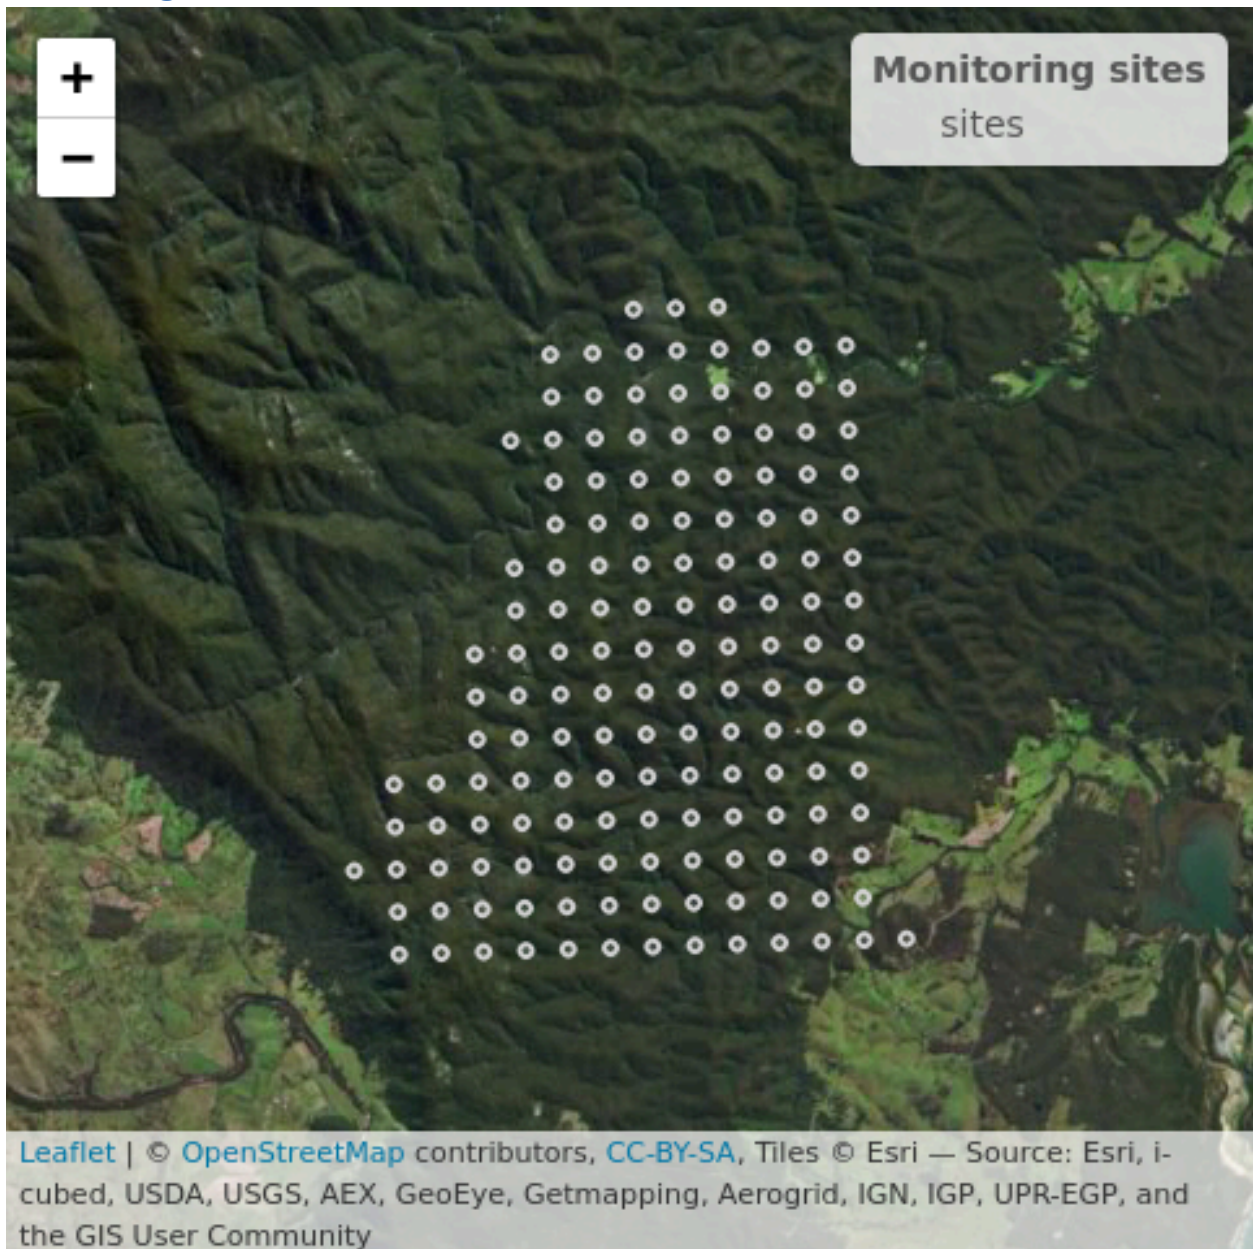 +
−
Monitoring sites
sites
Leaflet | © OpenStreetMap contributors, CC-BY-SA, Tiles © Esri — Source: Esri, i-
cubed, USDA, USGS, AEX, GeoEye, Getmapping, Aerogrid, IGN, IGP, UPR-EGP, and
the GIS User Community